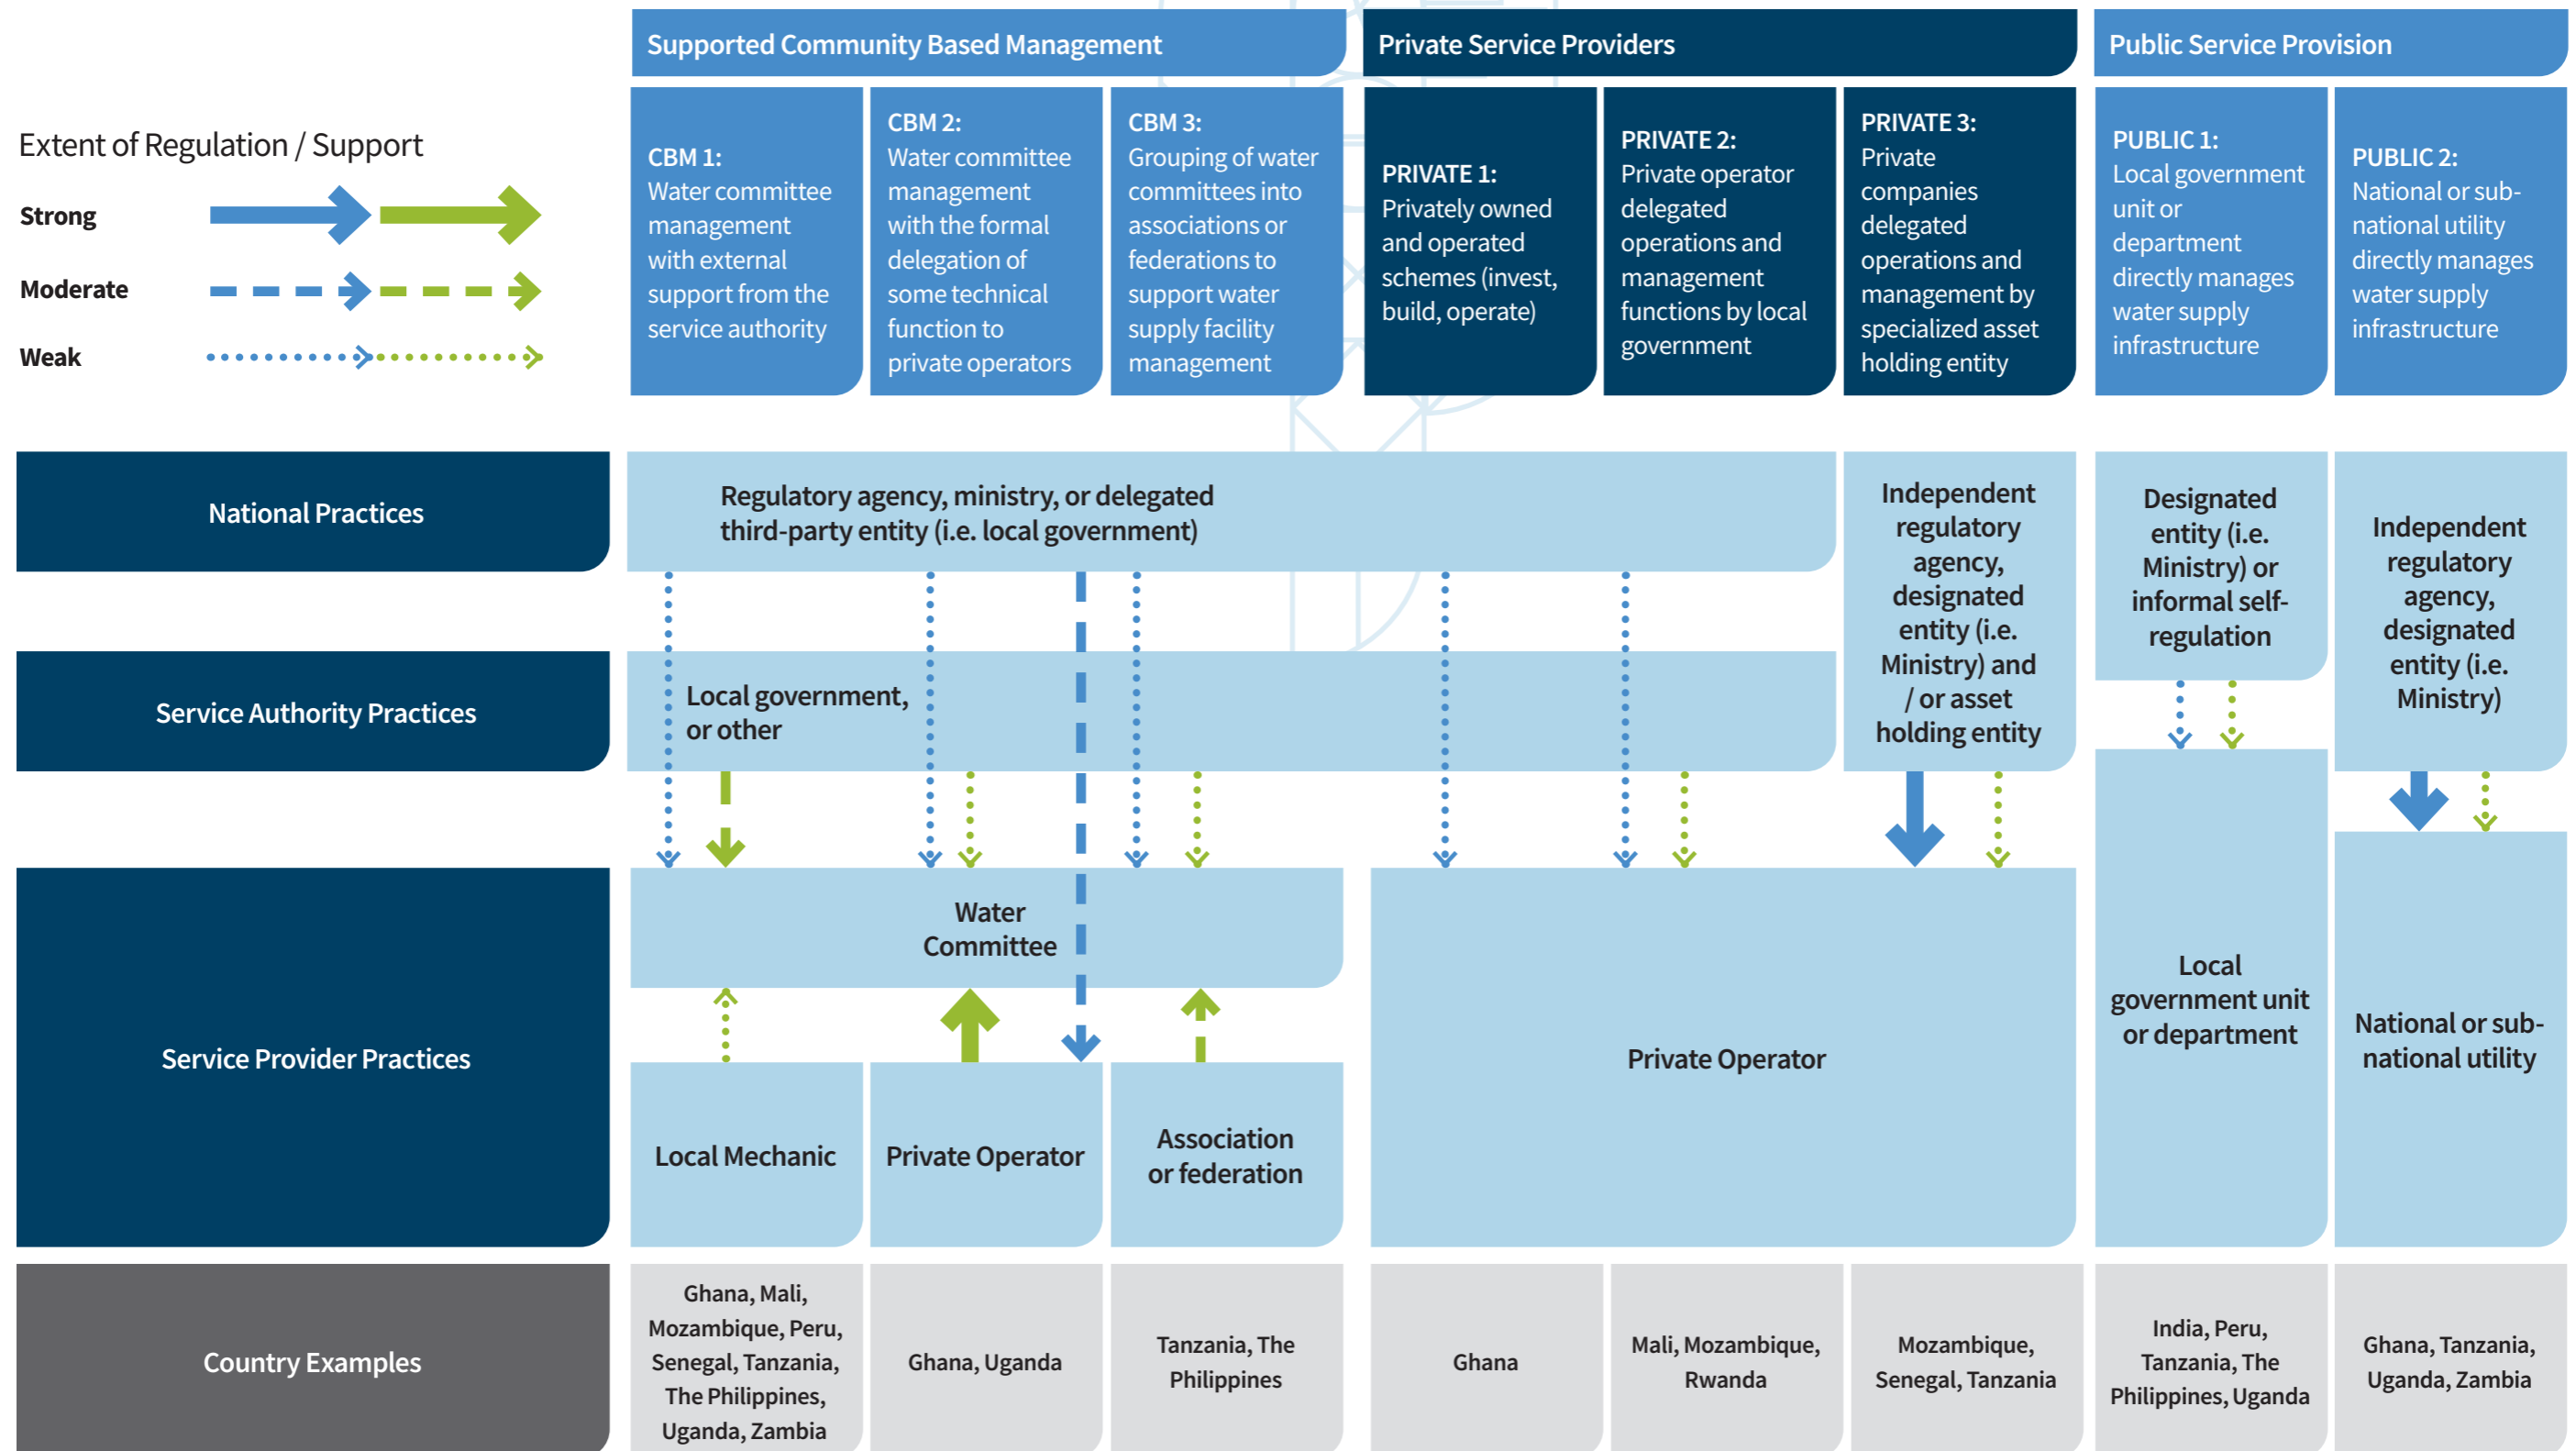 Supported Community Based Management
Private Service Providers
Public Service Provision
Extent of Regulation / Support
Strong
Moderate
Weak
CBM 1:
Water committee
management
with external
support from the
service authority
CBM 2:
Water committee
management
with the formal
delegation of
some technical
function to
private operators
CBM 3:
Grouping of water
committees into
associations or
federations to
support water
supply facility
management
PRIVATE 1:
Privately owned
and operated
schemes (invest,
build, operate)
PRIVATE 2:
Private operator
delegated
operations and
management
functions by local
government
PRIVATE 3:
Private
companies
delegated
operations and
management by
specialized asset
holding entity
PUBLIC 1:
Local government
unit or
department
directly manages
water supply
infrastructure
PUBLIC 2:
National or sub-
national utility
directly manages
water supply
infrastructure
National Practices
Regulatory agency, ministry, or delegated
third-party entity (i.e. local government)
Independent
regulatory
agency,
designated
entity (i.e.
Ministry) and
/ or asset
holding entity
Designated
entity (i.e.
Ministry) or
informal self-
regulation
Independent
regulatory
agency,
designated
entity (i.e.
Ministry)
Service Authority Practices
Local government,
or other
Service Provider Practices
Water
Committee
Local Mechanic
Private Operator
Association
or federation
Private Operator
Local
government unit
or department
National or sub-
national utility
Country Examples
Ghana, Mali,
Mozambique, Peru,
Senegal, Tanzania,
The Philippines,
Uganda, Zambia
Ghana, Uganda
Tanzania, The
Philippines
Ghana
Mali, Mozambique,
Rwanda
Mozambique,
Senegal, Tanzania
India, Peru,
Tanzania, The
Philippines, Uganda
Ghana, Tanzania,
Uganda, Zambia